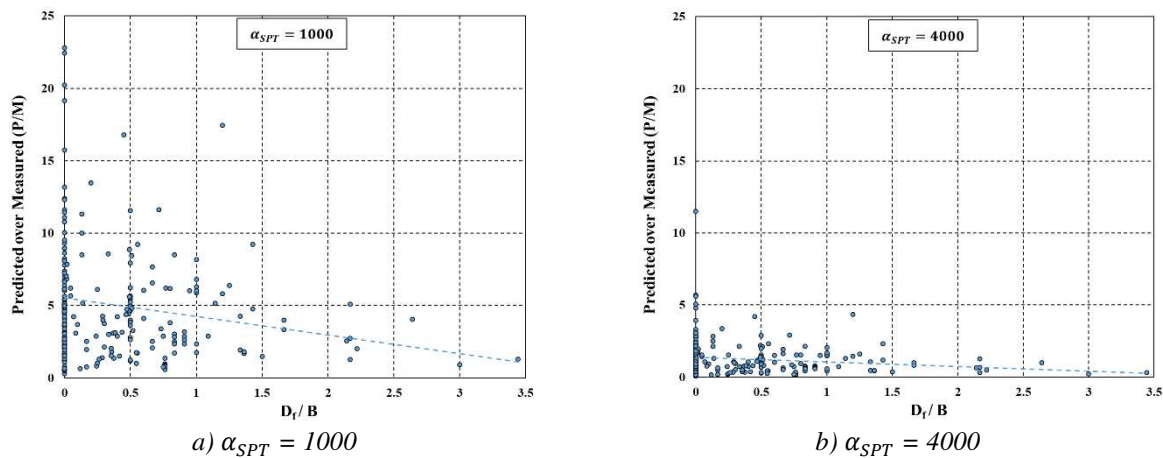 25
20
15
10
5
0
Predicted over Measured (P/M)
α_SPT = 1000
0 0.5 1 1.5 2 2.5 3 3.5
D_f / B
a) α_SPT = 1000
25
20
15
10
5
0
Predicted over Measured (P/M)
α_SPT = 4000
0 0.5 1 1.5 2 2.5 3 3.5
D_f / B
b) α_SPT = 4000